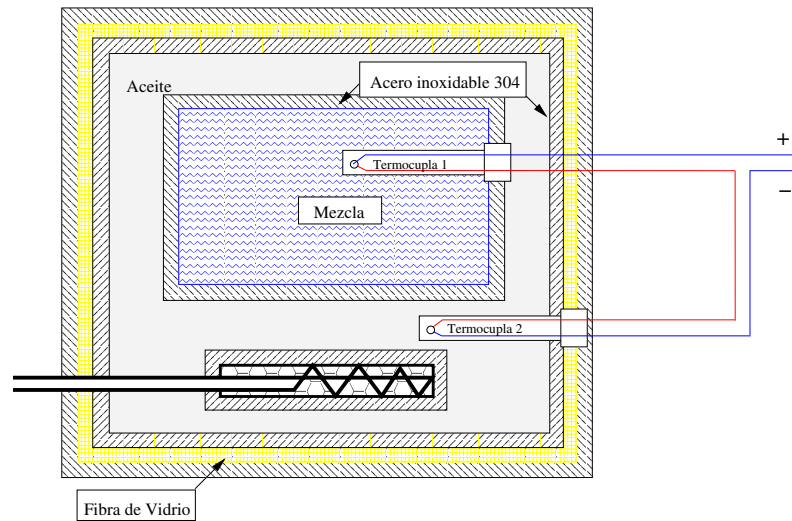 Acero inoxidable 304
Aceite
+
Termocupla 1
−
Mezcla
Termocupla 2
Fibra de Vidrio